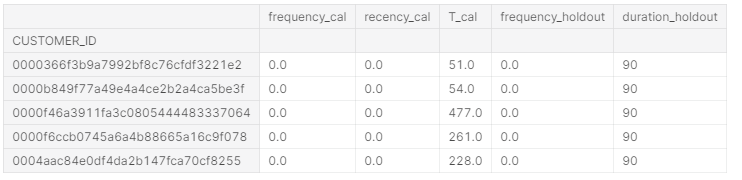 frequency_cal recency_cal T_cal frequency_holdout duration_holdout
CUSTOMER_ID
0000366f3b9a7992bf8c76cfdf3221e2 0.0 0.0 51.0 0.0 90
0000b849f77a49e4a4ce2b2a4ca5be3f 0.0 0.0 54.0 0.0 90
0000f46a3911fa3c0805444483337064 0.0 0.0 477.0 0.0 90
0000f6ccb0745a6a4b88665a16c9f078 0.0 0.0 261.0 0.0 90
0004aac84e0df4da2b147fca70cf8255 0.0 0.0 228.0 0.0 90